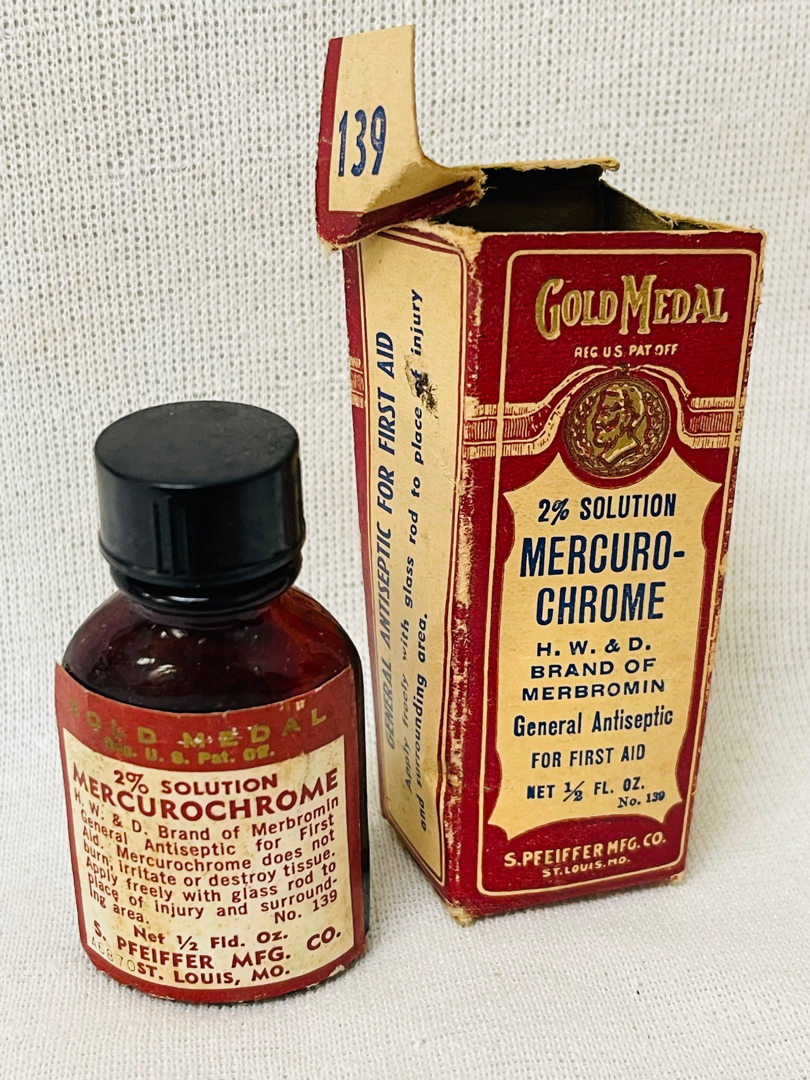 139
GOLD MEDAL
REG. U.S. PAT. OFF
2% SOLUTION
MERCURO-
CHROME
H. W. & D.
BRAND OF
MERBROMIN
General Antiseptic
FOR FIRST AID
NET ½ FL. OZ.
No. 139
S. PFEIFFER MFG. CO.
ST. LOUIS, MO.
GENERAL ANTISEPTIC FOR FIRST AID
Apply freely with glass rod to place of injury
and surrounding area.
GOLD MEDAL
Reg. U. S. Pat. Off.
2% SOLUTION
MERCUROCHROME
H. W. & D. Brand of Merbromin
General Antiseptic for First
Aid. Mercurochrome does not
burn, irritate or destroy tissue.
Apply freely with glass rod to
place of injury and surround-
ing area.
No. 139
Net ½ Fld. Oz.
S. PFEIFFER MFG. CO.
ST. LOUIS, MO.